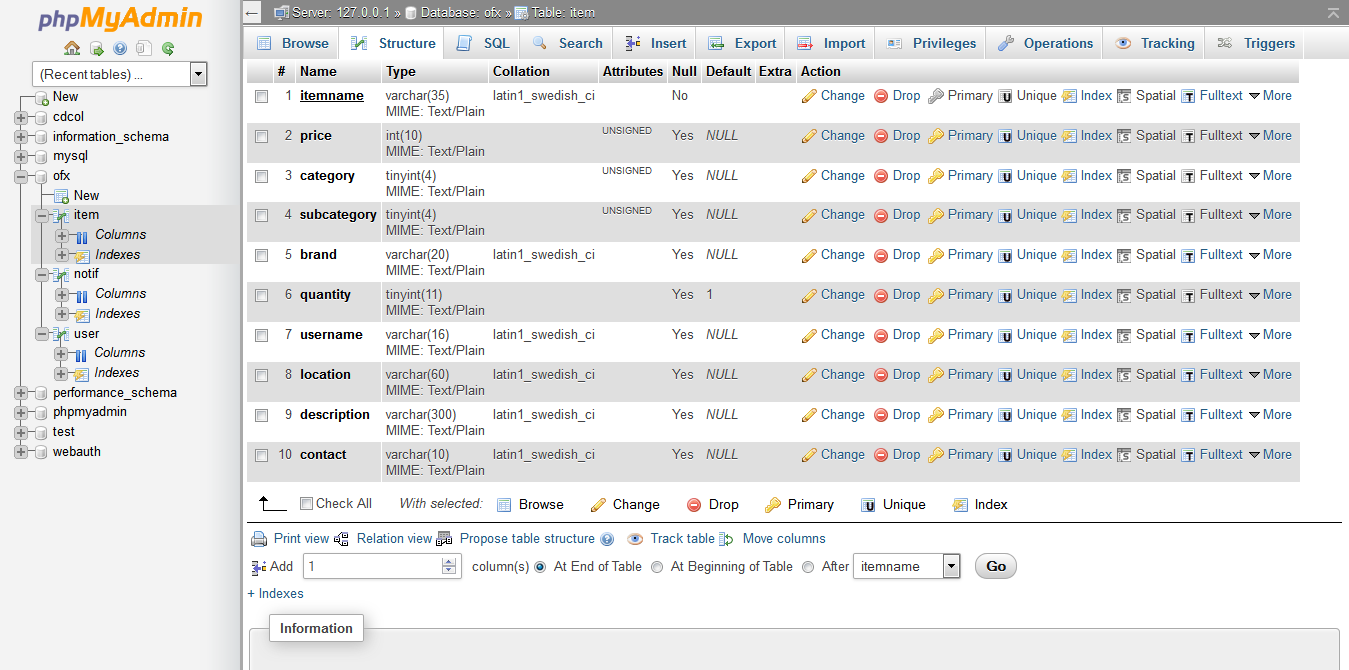 phpMyAdmin
(Recent tables) ...
New
cdcol
information_schema
mysql
ofx
New
item
Columns
Indexes
notif
Columns
Indexes
user
Columns
Indexes
performance_schema
phpmyadmin
test
webauth
Server: 127.0.0.1 » Database: ofx » Table: item
Browse Structure SQL Search Insert Export Import Privileges Operations Tracking Triggers
# Name Type Collation Attributes Null Default Extra Action
1 itemname varchar(35) latin1_swedish_ci No Change Drop Primary Unique Index Spatial Fulltext More
MIME: Text/Plain
2 price int(10) UNSIGNED Yes NULL Change Drop Primary Unique Index Spatial Fulltext More
MIME: Text/Plain
3 category tinyint(4) UNSIGNED Yes NULL Change Drop Primary Unique Index Spatial Fulltext More
MIME: Text/Plain
4 subcategory tinyint(4) UNSIGNED Yes NULL Change Drop Primary Unique Index Spatial Fulltext More
MIME: Text/Plain
5 brand varchar(20) latin1_swedish_ci Yes NULL Change Drop Primary Unique Index Spatial Fulltext More
MIME: Text/Plain
6 quantity tinyint(11) Yes 1 Change Drop Primary Unique Index Spatial Fulltext More
MIME: Text/Plain
7 username varchar(16) latin1_swedish_ci Yes NULL Change Drop Primary Unique Index Spatial Fulltext More
MIME: Text/Plain
8 location varchar(60) latin1_swedish_ci Yes NULL Change Drop Primary Unique Index Spatial Fulltext More
MIME: Text/Plain
9 description varchar(300) latin1_swedish_ci Yes NULL Change Drop Primary Unique Index Spatial Fulltext More
MIME: Text/Plain
10 contact varchar(10) latin1_swedish_ci Yes NULL Change Drop Primary Unique Index Spatial Fulltext More
MIME: Text/Plain
Check All With selected: Browse Change Drop Primary Unique Index
Print view Relation view Propose table structure Track table Move columns
Add 1 column(s) At End of Table At Beginning of Table After itemname Go
+ Indexes
Information